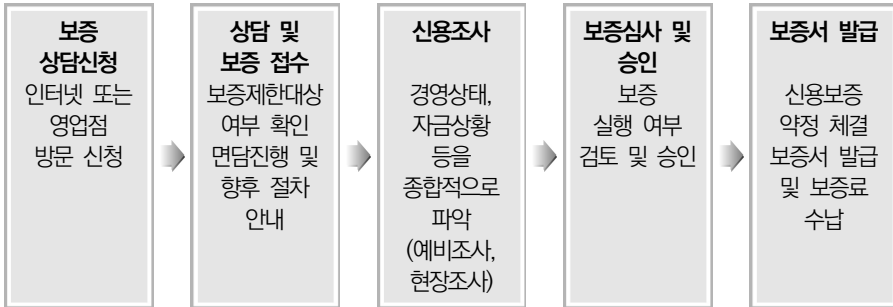 보증
상담신청
인터넷 또는
영업점
방문 신청
상담 및
보증 접수
보증제한대상
여부 확인
면담진행 및
향후 절차
안내
신용조사
경영상태,
자금상황
등을
종합적으로
파악
(예비조사,
현장조사)
보증심사 및
승인
보증
실행 여부
검토 및 승인
보증서 발급
신용보증
약정 체결
보증서 발급
및 보증료
수납